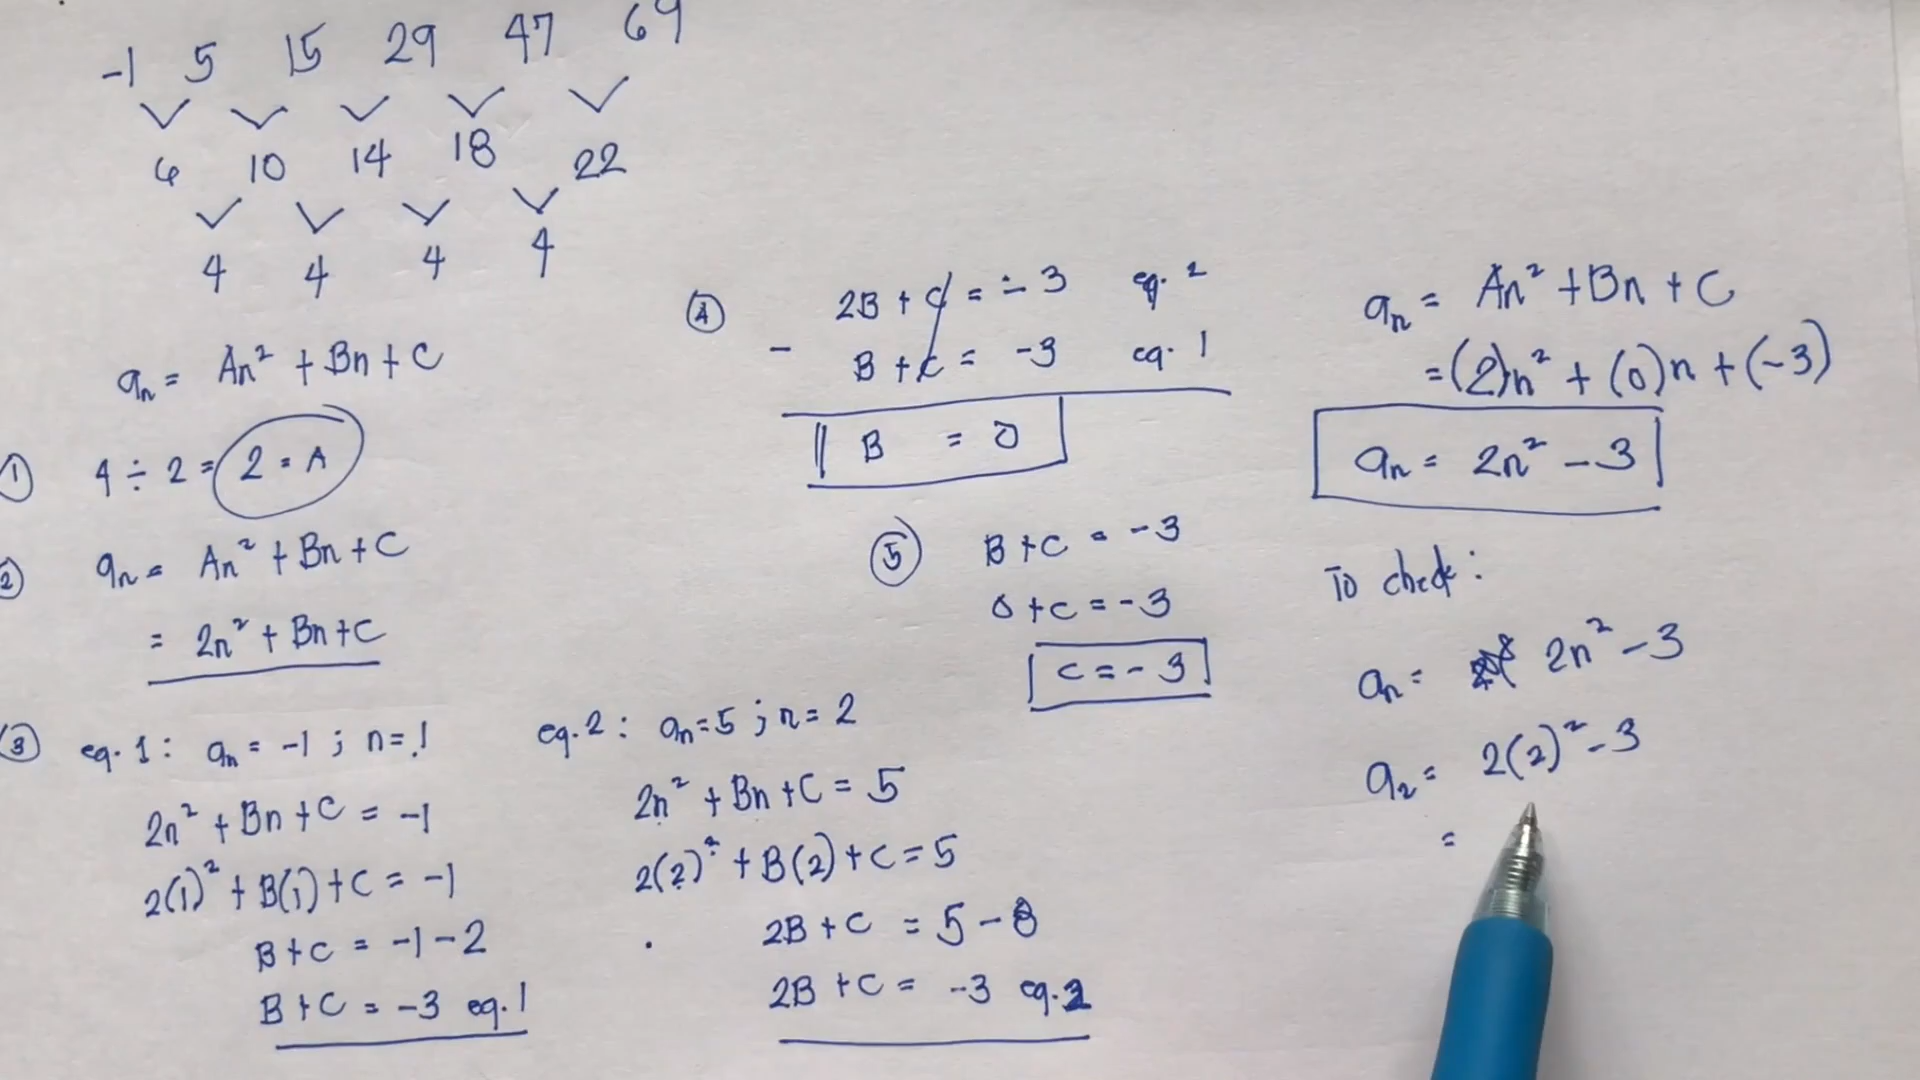 -1 5 15 29 47 69
6 10 14 18 22
4 4 4 4
aₙ = An² + Bn + C
① 4 ÷ 2 = 2 = A
② aₙ = An² + Bn + C
= 2n² + Bn + C
③ eq. 1: aₙ = -1 ; n = 1
2n² + Bn + C = -1
2(1)² + B(1) + C = -1
B + C = -1 - 2
B + C = -3 eq. 1
eq. 2: aₙ = 5 ; n = 2
2n² + Bn + C = 5
2(2)² + B(2) + C = 5
2B + C = 5 - 8
2B + C = -3 eq. 2
④ 2B + C = -3 eq. 2
- B + C = -3 eq. 1
B = 0
⑤ B + C = -3
0 + C = -3
C = -3
aₙ = An² + Bn + C
= (2)n² + (0)n + (-3)
aₙ = 2n² - 3
To check:
aₙ = 2n² - 3
a₂ = 2(2)² - 3
=